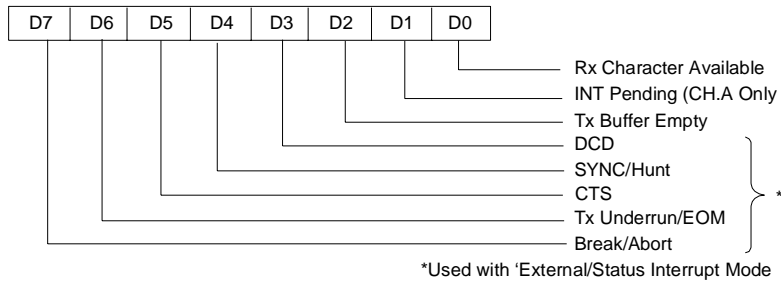 D7 D6 D5 D4 D3 D2 D1 D0
Rx Character Available
INT Pending (CH.A Only
Tx Buffer Empty
DCD
SYNC/Hunt
CTS
*
Tx Underrun/EOM
Break/Abort
*Used with ‘External/Status Interrupt Mode